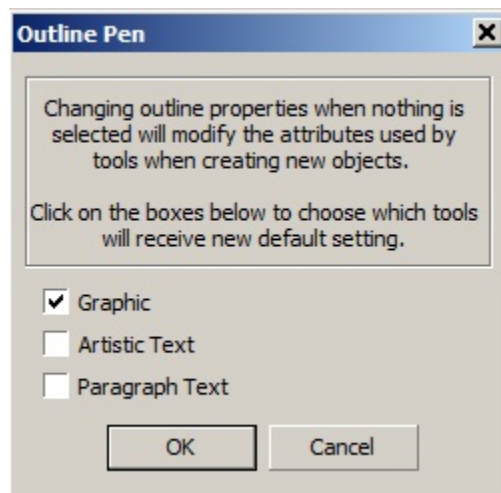 Outline Pen
Changing outline properties when nothing is
selected will modify the attributes used by
tools when creating new objects.
Click on the boxes below to choose which tools
will receive new default setting.
Graphic
Artistic Text
Paragraph Text
OK
Cancel